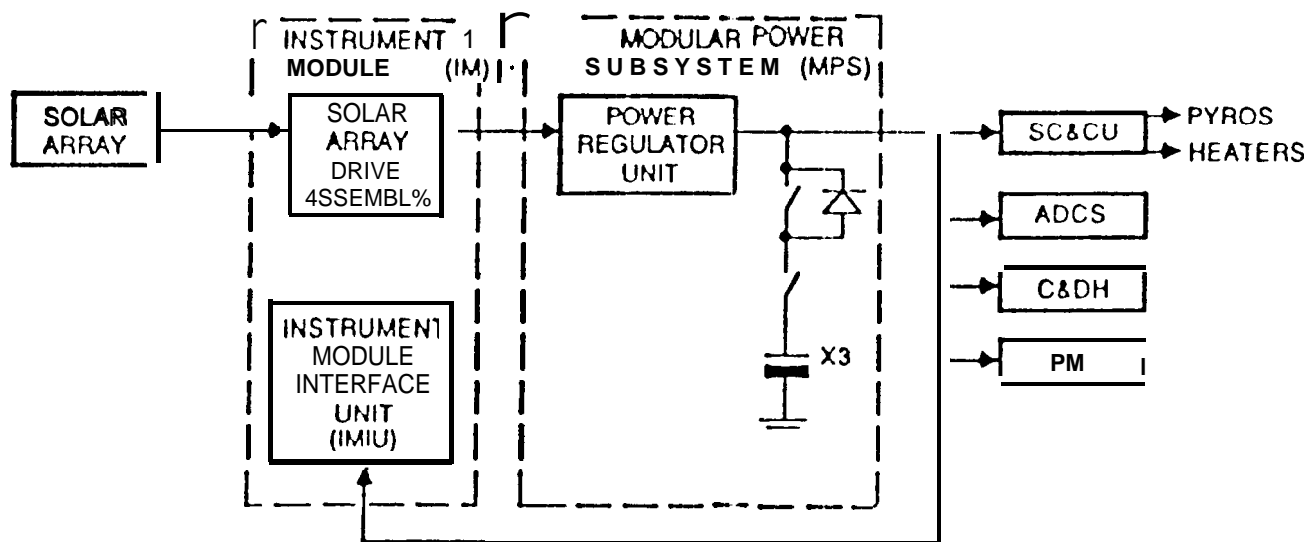 INSTRUMENT 1
MODULE (IM)
MODULAR POWER
SUBSYSTEM (MPS)
SOLAR
ARRAY
SOLAR
ARRAY
DRIVE
4SSEMBL%
POWER
REGULATOR
UNIT
SC&CU
PYROS
HEATERS
ADCS
C&DH
PM
X3
INSTRUMENT
MODULE
INTERFACE
UNIT
(IMIU)